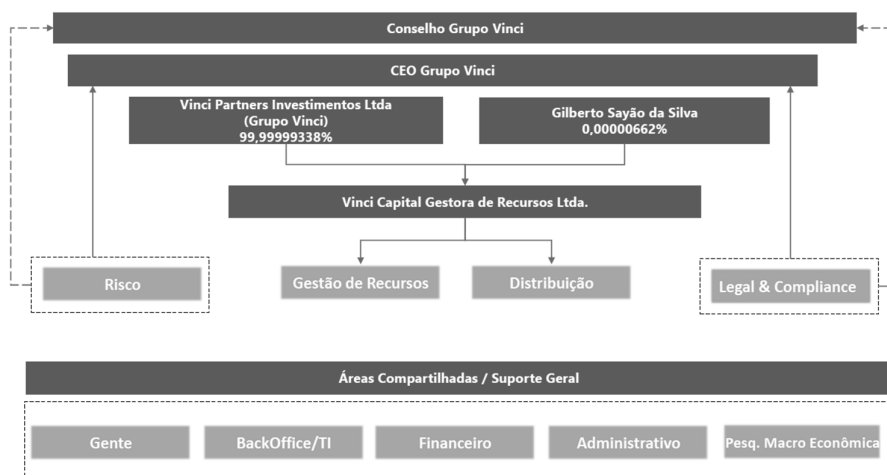 Conselho Grupo Vinci
CEO Grupo Vinci
Vinci Partners Investimentos Ltda
(Grupo Vinci)
99,99999338%
Gilberto Sayão da Silva
0,00000662%
Vinci Capital Gestora de Recursos Ltda.
Risco
Gestão de Recursos
Distribuição
Legal & Compliance
Áreas Compartilhadas / Suporte Geral
Gente
BackOffice/TI
Financeiro
Administrativo
Pesq. Macro Econômica